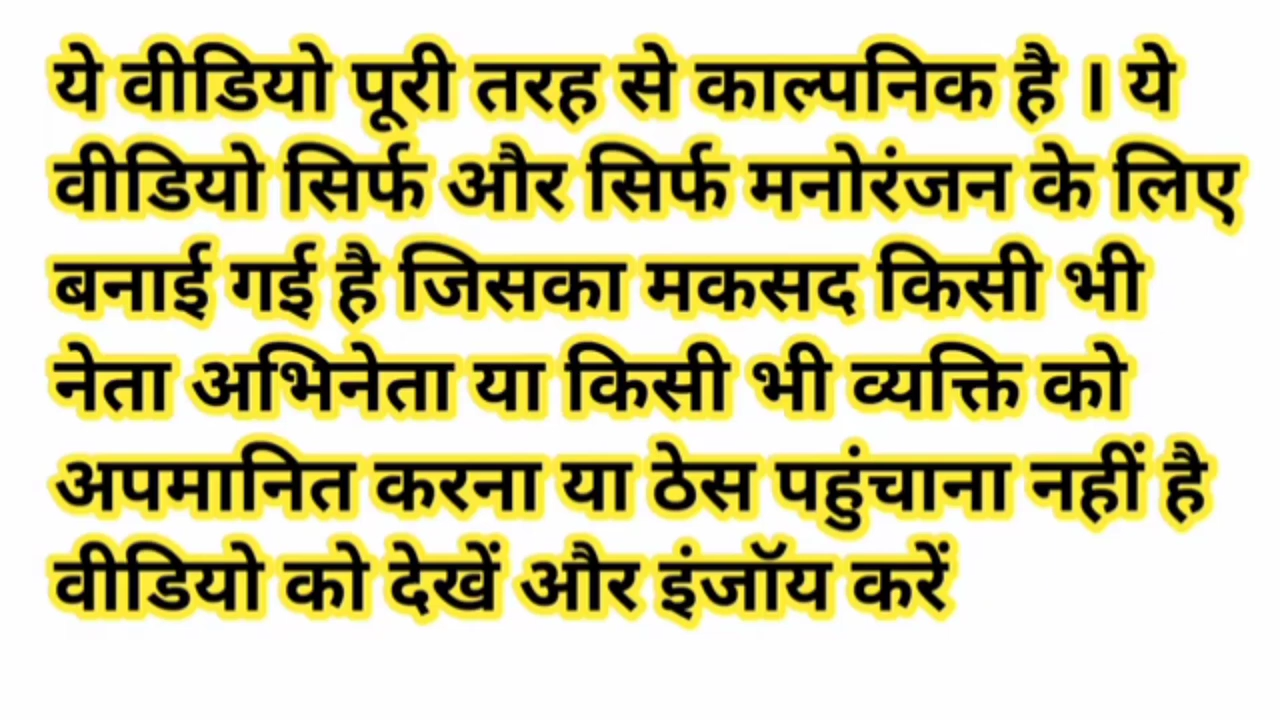 ये वीडियो पूरी तरह से काल्पनिक है । ये
वीडियो सिर्फ और सिर्फ मनोरंजन के लिए
बनाई गई है जिसका मकसद किसी भी
नेता अभिनेता या किसी भी व्यक्ति को
अपमानित करना या ठेस पहुंचाना नहीं है
वीडियो को देखें और इंजॉय करें